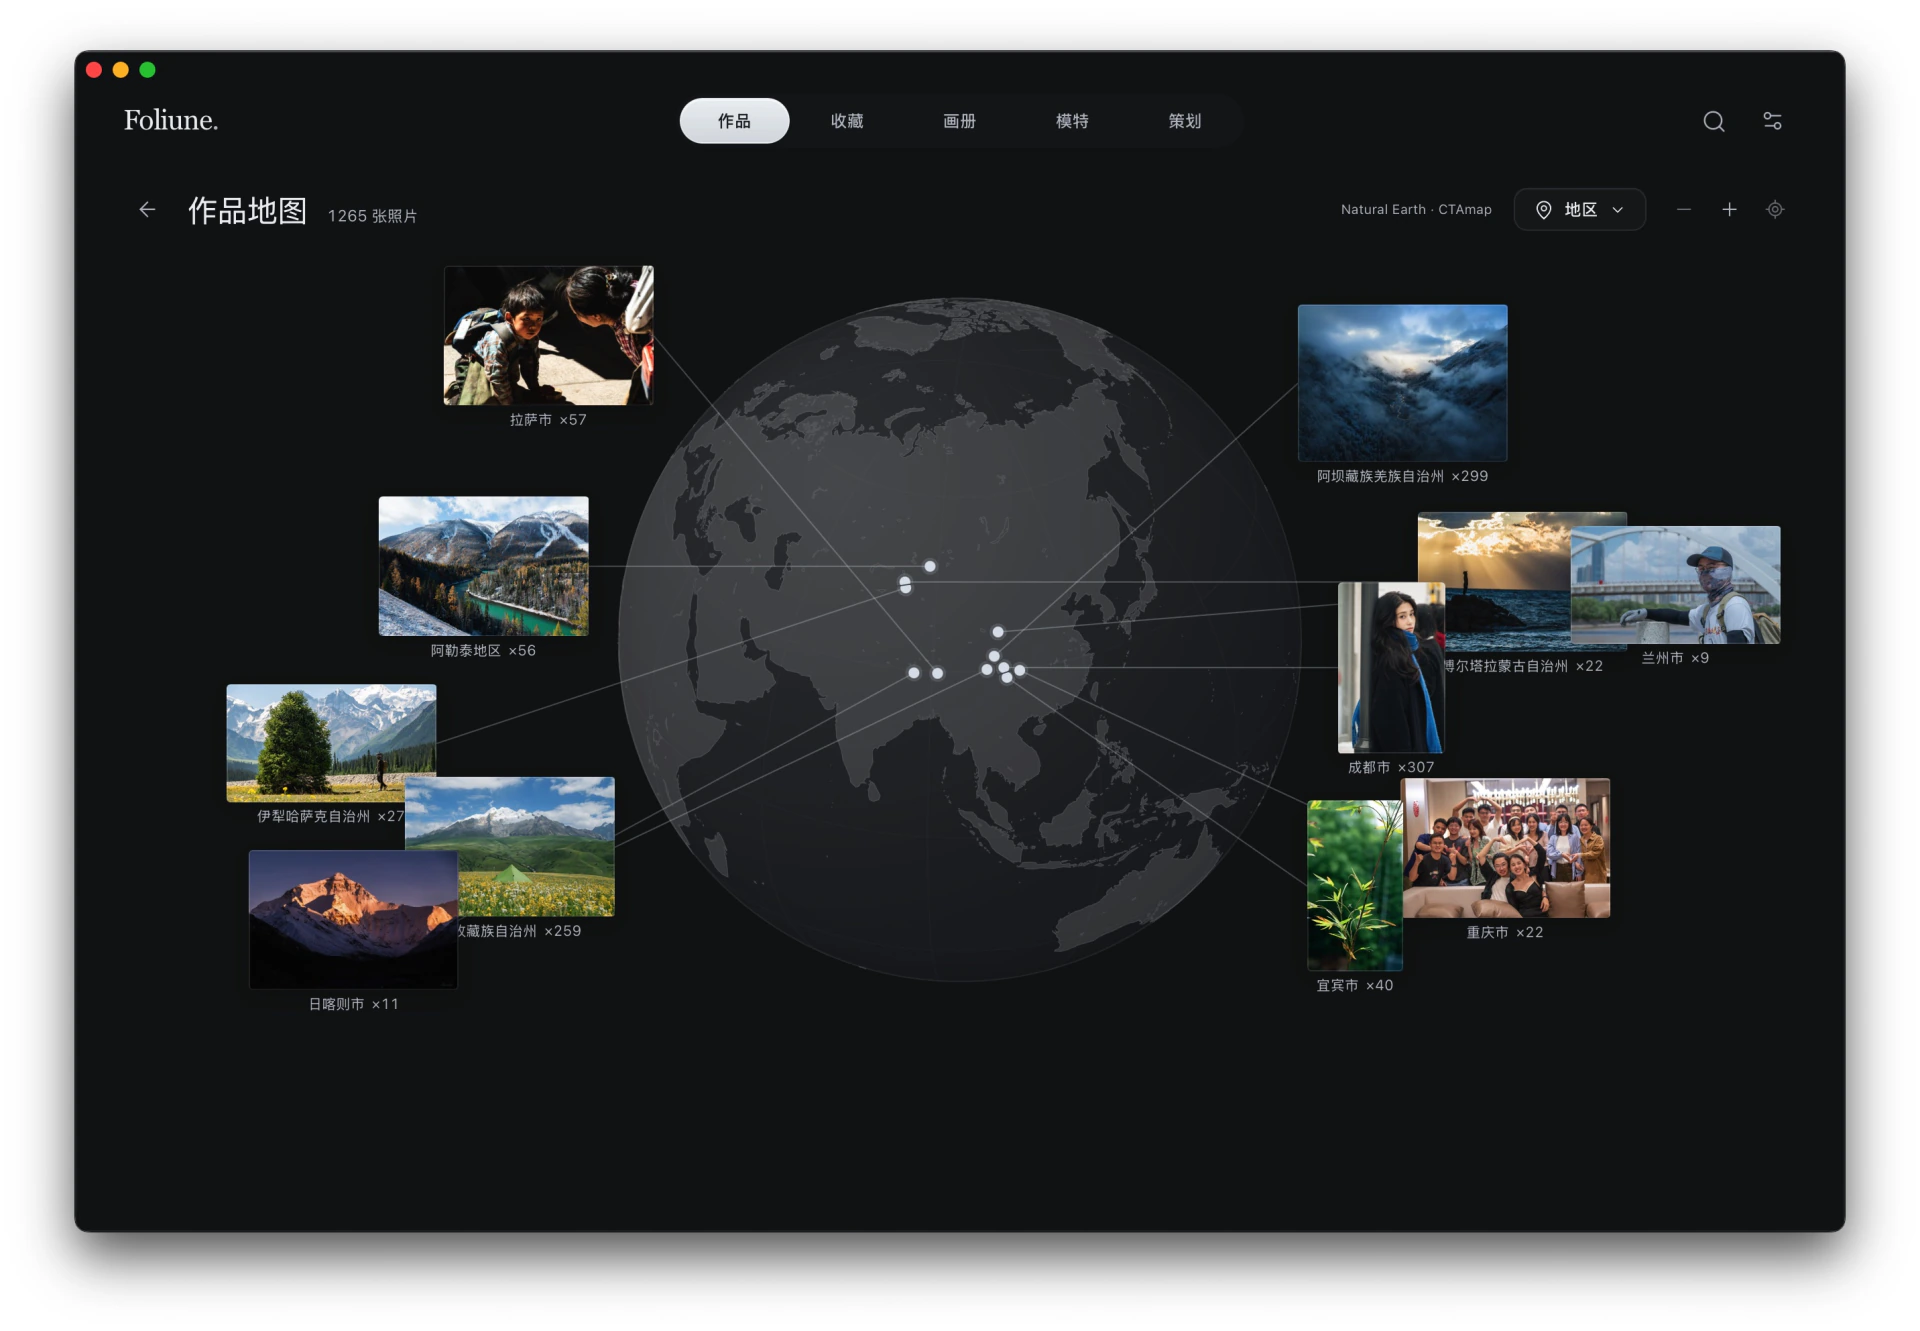 Foliune.
作品
收藏
画册
模特
策划
作品地图
1265 张照片
Natural Earth · CTAmap
地区
拉萨市 ×57
阿坝藏族羌族自治州 ×299
阿勒泰地区 ×56
博尔塔拉蒙古自治州 ×22
兰州市 ×9
成都市 ×307
伊犁哈萨克自治州 ×27
藏族自治州 ×259
重庆市 ×22
宜宾市 ×40
日喀则市 ×11